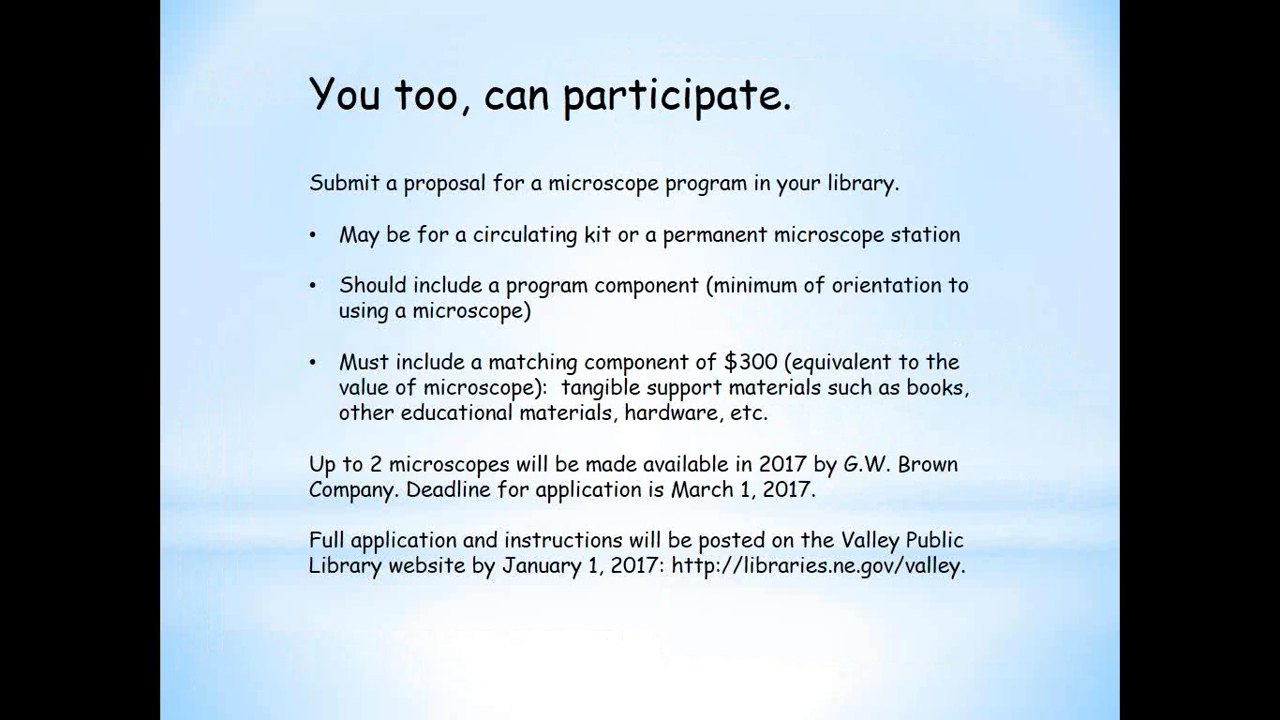 You too, can participate.
Submit a proposal for a microscope program in your library.
• May be for a circulating kit or a permanent microscope station
• Should include a program component (minimum of orientation to
using a microscope)
• Must include a matching component of $300 (equivalent to the
value of microscope):  tangible support materials such as books,
other educational materials, hardware, etc.
Up to 2 microscopes will be made available in 2017 by G.W. Brown
Company. Deadline for application is March 1, 2017.
Full application and instructions will be posted on the Valley Public
Library website by January 1, 2017: http://libraries.ne.gov/valley.